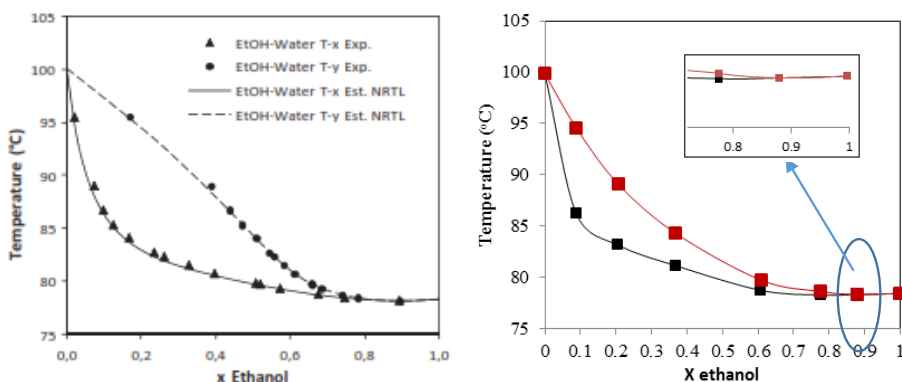 105
100
95
90
85
80
75
Temperature (°C)
EtOH-Water T-x Exp.
EtOH-Water T-y Exp.
EtOH-Water T-x Est. NRTL
EtOH-Water T-y Est. NRTL
0,0 0,2 0,4 0,6 0,8 1,0
x Ethanol
105
100
95
90
85
80
75
Temperature (°C)
0.8 0.9 1
0 0.1 0.2 0.3 0.4 0.5 0.6 0.7 0.8 0.9 1
X ethanol